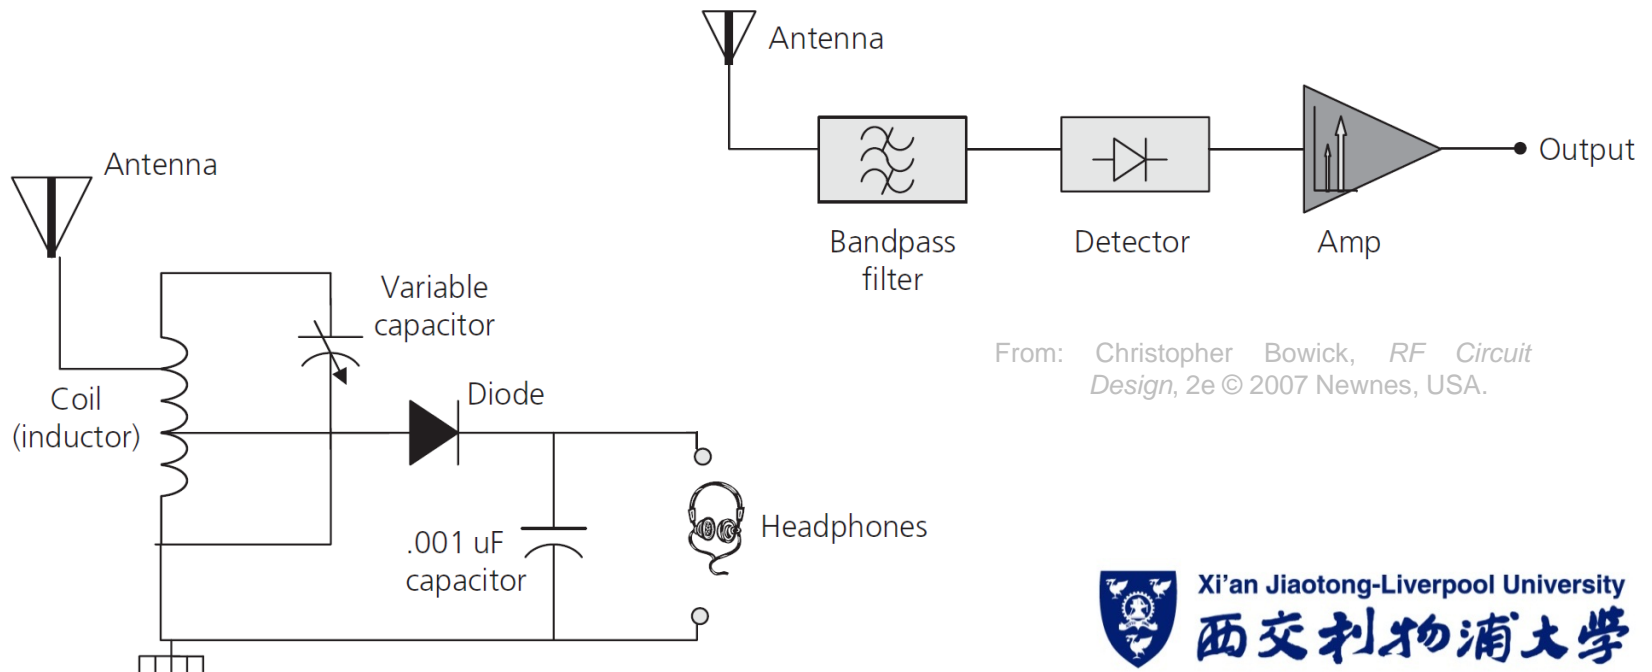 Antenna
Output
Bandpass
filter
Detector
Amp
Antenna
Variable
capacitor
Coil
(inductor)
Diode
.001 uF
capacitor
Headphones
From: Christopher Bowick, RF Circuit
Design, 2e © 2007 Newnes, USA.
Xi'an Jiaotong-Liverpool University
西交利物浦大学